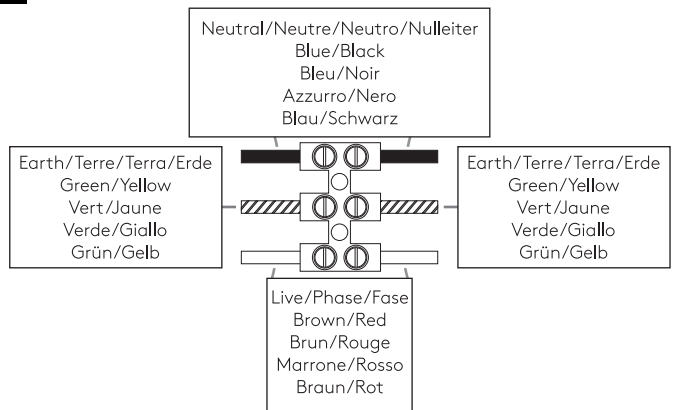 Neutral/Neutre/Neutro/Nulleiter
Blue/Black
Bleu/Noir
Azzurro/Nero
Blau/Schwarz
Earth/Terre/Terra/Erde
Green/Yellow
Vert/Jaune
Verde/Giallo
Grün/Gelb
Earth/Terre/Terra/Erde
Green/Yellow
Vert/Jaune
Verde/Giallo
Grün/Gelb
Live/Phase/Fase
Brown/Red
Brun/Rouge
Marrone/Rosso
Braun/Rot